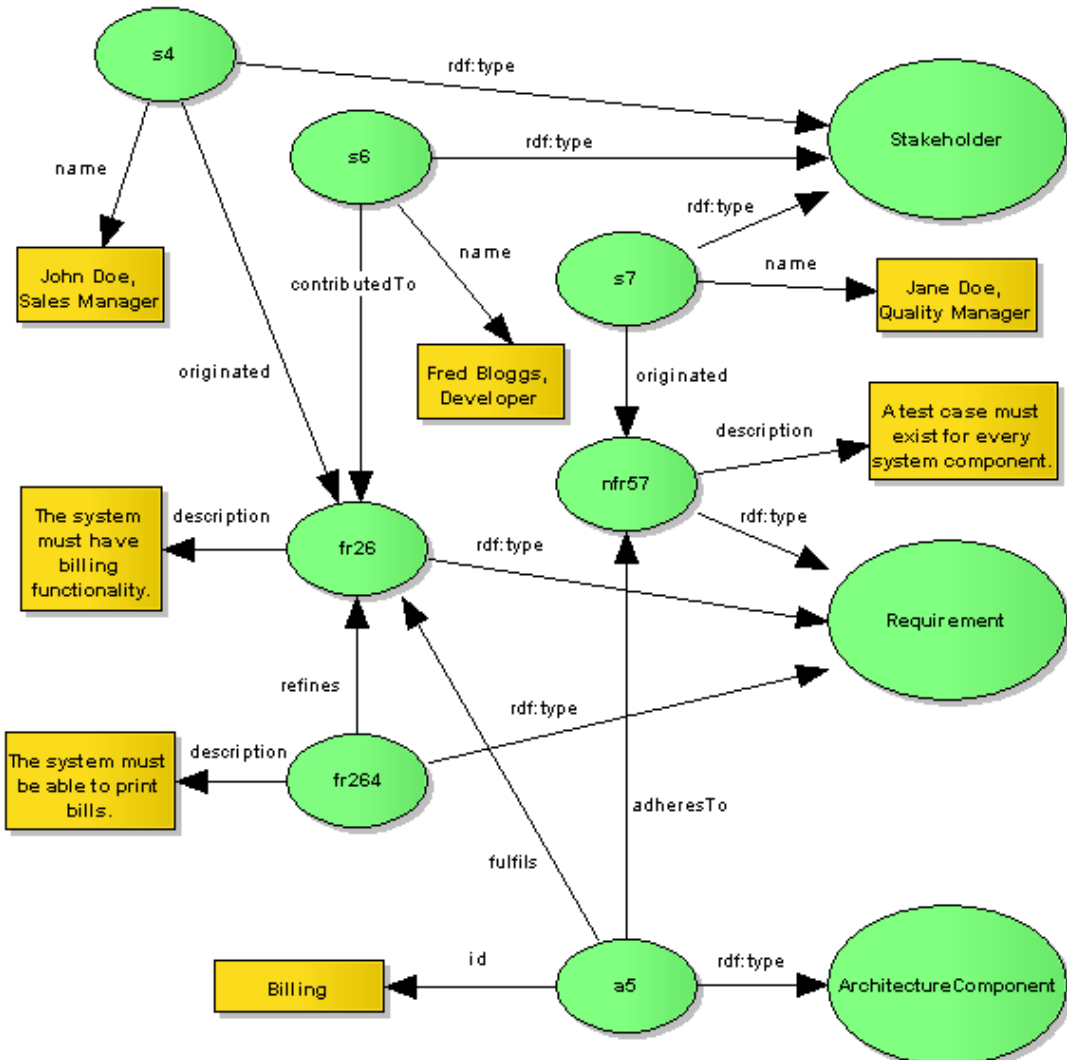 s4
rdf:type
Stakeholder
s6
rdf:type
name
rdf:type
name
s7
name
John Doe,
Sales Manager
contributedTo
Jane Doe,
Quality Manager
originated
Fred Bloggs,
Developer
originated
A test case must
exist for every
system component.
description
nfr57
The system
must have
billing
functionality.
description
fr26
rdf:type
rdf:type
Requirement
refines
rdf:type
The system must
be able to print
bills.
description
fr264
adheresTo
fulfils
Billing
id
a5
rdf:type
ArchitectureComponent